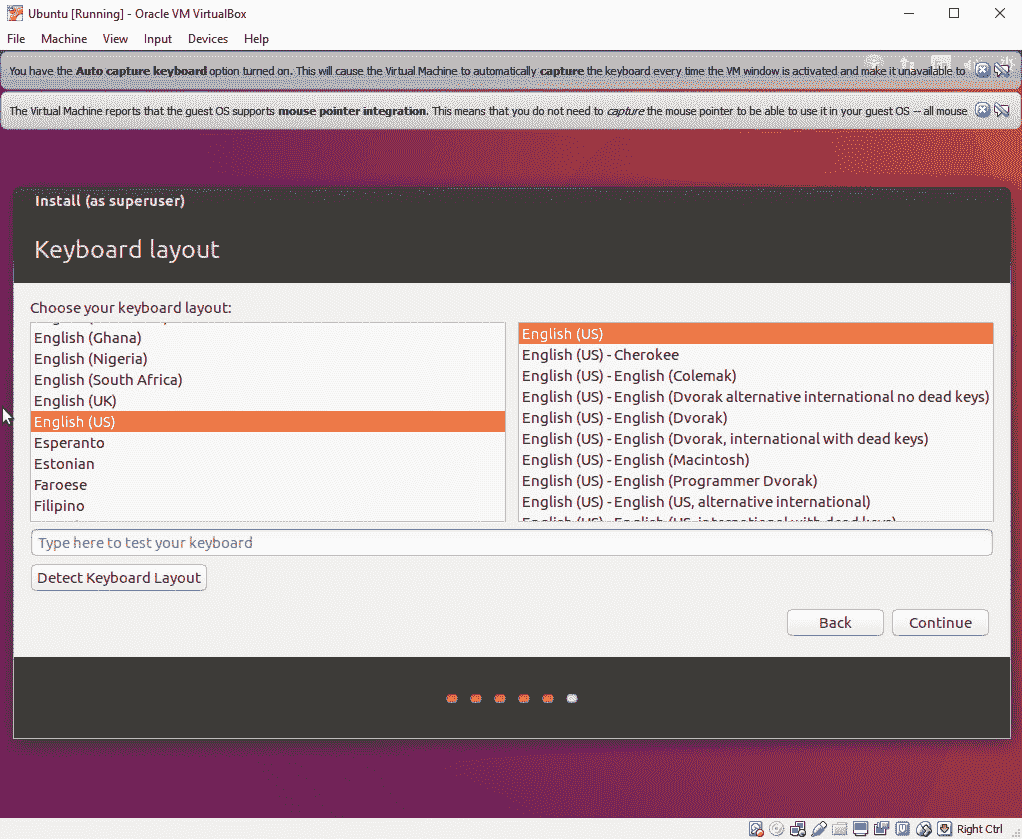 Ubuntu [Running] - Oracle VM VirtualBox
File Machine View Input Devices Help
You have the Auto capture keyboard option turned on. This will cause the Virtual Machine to automatically capture the keyboard every time the VM window is activated and make it unavailable to
The Virtual Machine reports that the guest OS supports mouse pointer integration. This means that you do not need to capture the mouse pointer to be able to use it in your guest OS -- all mouse
Install (as superuser)
Keyboard layout
Choose your keyboard layout:
English (Ghana)
English (Nigeria)
English (South Africa)
English (UK)
English (US)
Esperanto
Estonian
Faroese
Filipino
English (US)
English (US) - Cherokee
English (US) - English (Colemak)
English (US) - English (Dvorak alternative international no dead keys)
English (US) - English (Dvorak)
English (US) - English (Dvorak, international with dead keys)
English (US) - English (Macintosh)
English (US) - English (Programmer Dvorak)
English (US) - English (US, alternative international)
English (US) - English (US, international with dead keys)
Type here to test your keyboard
Detect Keyboard Layout
Back
Continue
Right Ctrl